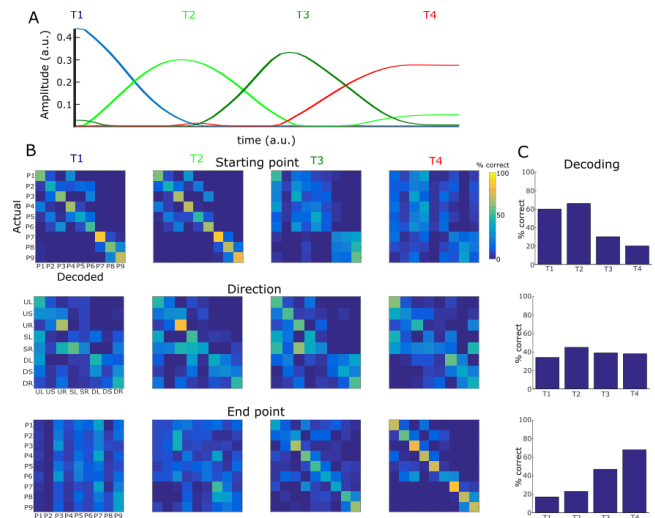 A
T1 T2 T3 T4
Amplitude (a.u.)
0.4
0.3
0.2
0.1
time (a.u.)
B
T1 T2 T3 T4
Starting point
% correct
100
0
Actual
P1
P2
P3
P4
P5
P6
P7
P8
P9
P1 P2 P3 P4 P5 P6 P7 P8 P9
Decoded
Direction
UL
US
UR
SL
SR
DL
DS
DR
UL US UR SL SR DL DS DR
End point
P1
P2
P3
P4
P5
P6
P7
P8
P9
P1 P2 P3 P4 P5 P6 P7 P8 P9
C
Decoding
% correct
100
80
60
40
20
0
T1 T2 T3 T4
% correct
100
80
60
40
20
0
T1 T2 T3 T4
% correct
100
80
60
40
20
0
T1 T2 T3 T4